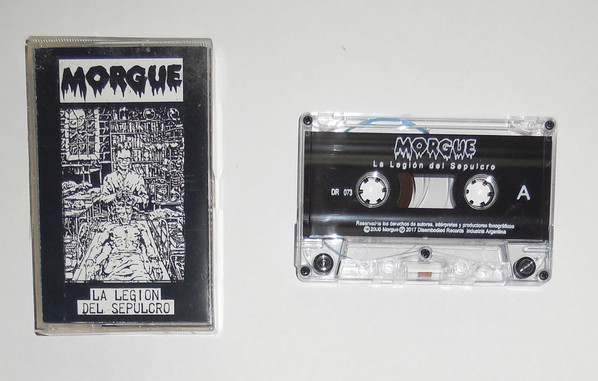 MORGUE
LA LEGION
DEL SEPULCRO
MORGUE
La Legión del Sepulcro
DR 073
A
Reservados los derechos de autores, intérpretes y productores fonográficos
©2000 Morgue ℗2017 Disembodied Records Industria Argentina